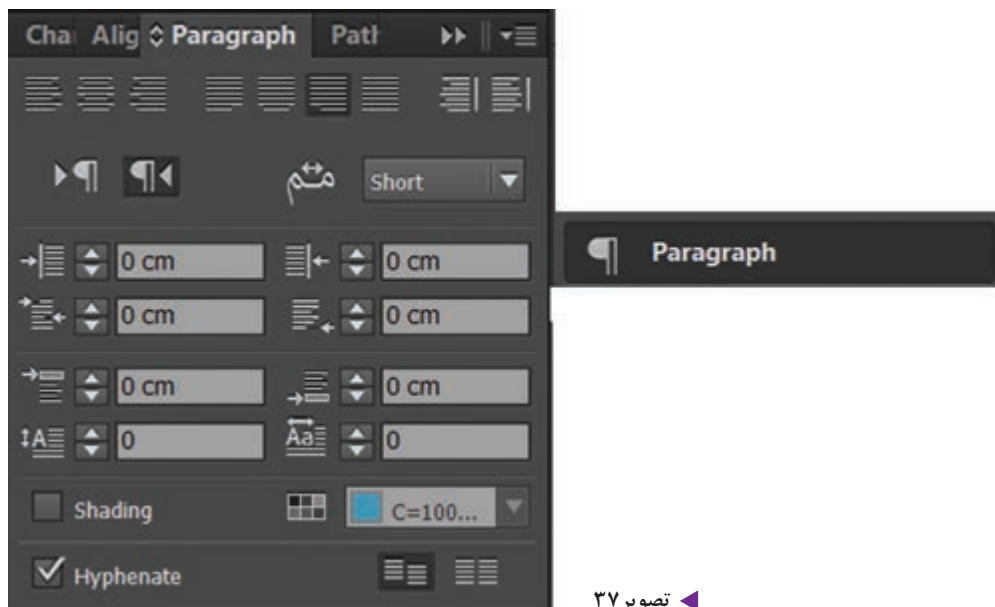 Cha Alig Paragraph Path
متم Short
0 cm 0 cm
Paragraph
0 cm 0 cm
0 cm 0 cm
0 0
Shading C=100...
Hyphenate
تصویر ۳۷